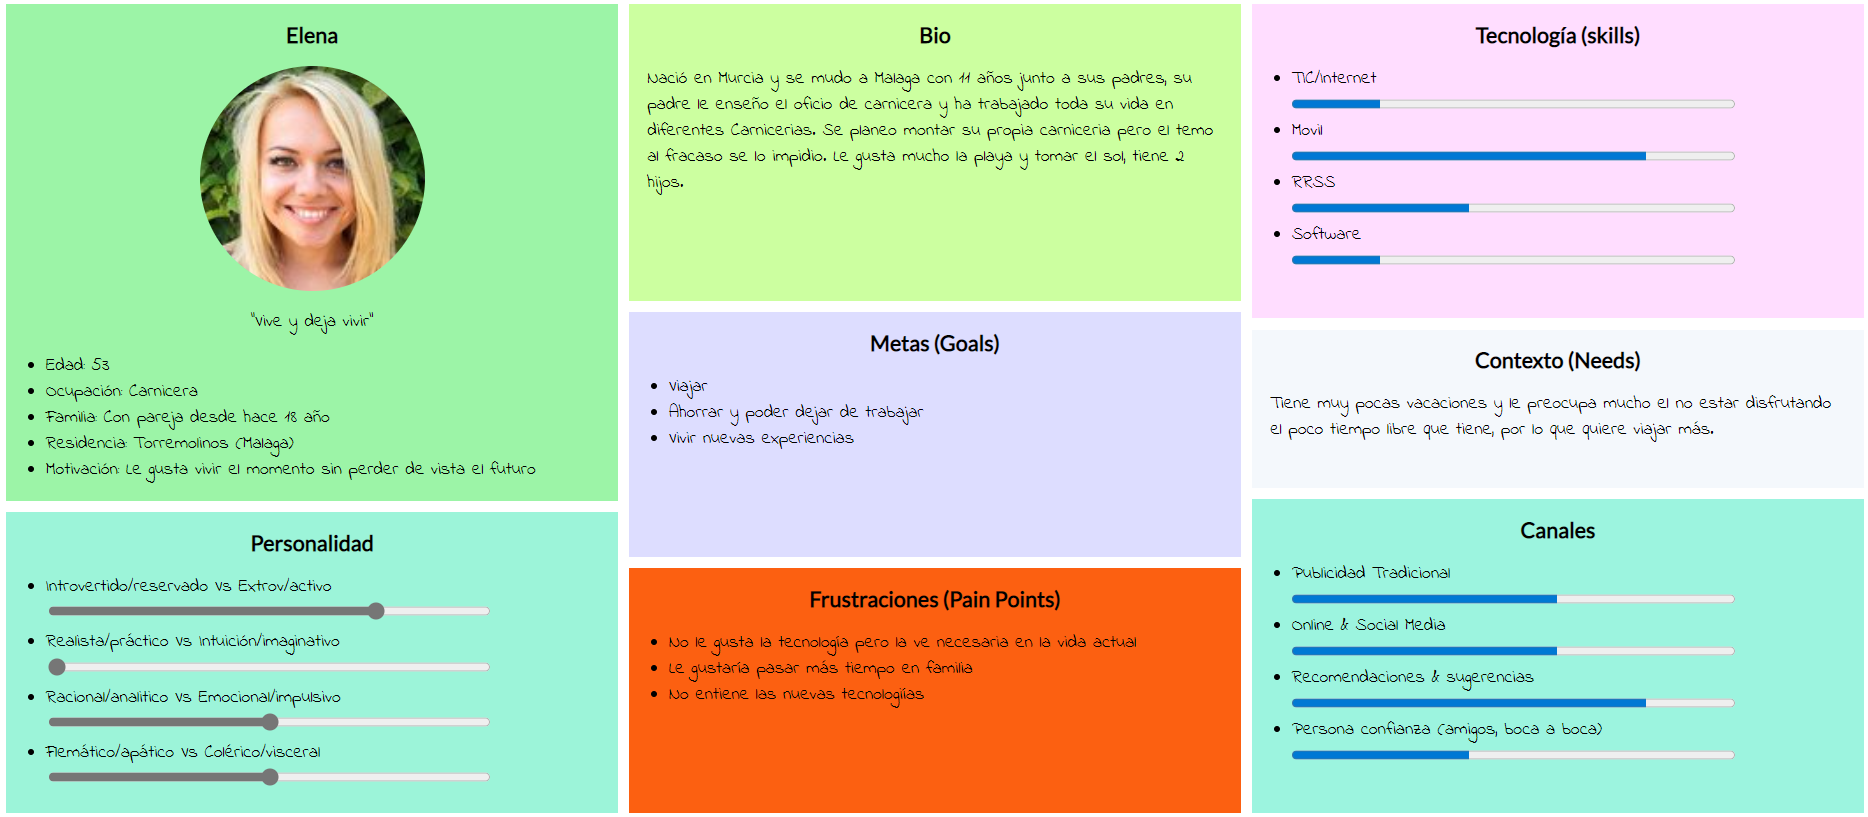 Elena
"Vive y deja vivir"
Edad: 53
Ocupación: Carnicera
Familia: Con pareja desde hace 18 año
Residencia: Torremolinos (Malaga)
Motivación: Le gusta vivir el momento sin perder de vista el futuro
Personalidad
Introvertido/reservado Vs Extrov/activo
Realista/práctico Vs Intuición/imaginativo
Racional/analitico Vs Emocional/impulsivo
Flemático/apático Vs Colérico/visceral
Bio
Nació en Murcia y se mudo a Malaga con 11 años junto a sus padres, su
padre le enseño el oficio de carnicera y ha trabajado toda su vida en
diferentes Carnicerias. Se planeo montar su propia carniceria pero el temo
al fracaso se lo impidio. Le gusta mucho la playa y tomar el sol, tiene 2
hijos.
Metas (Goals)
Viajar
Ahorrar y poder dejar de trabajar
Vivir nuevas experiencias
Frustraciones (Pain Points)
No le gusta la tecnología pero la ve necesaria en la vida actual
Le gustaría pasar más tiempo en familia
No entiene las nuevas tecnologiías
Tecnología (skills)
TIC/Internet
Movil
RRSS
Software
Contexto (Needs)
Tiene muy pocas vacaciones y le preocupa mucho el no estar disfrutando
el poco tiempo libre que tiene, por lo que quiere viajar más.
Canales
Publicidad Tradicional
Online & Social Media
Recomendaciones & sugerencias
Persona confianza (amigos, boca a boca)